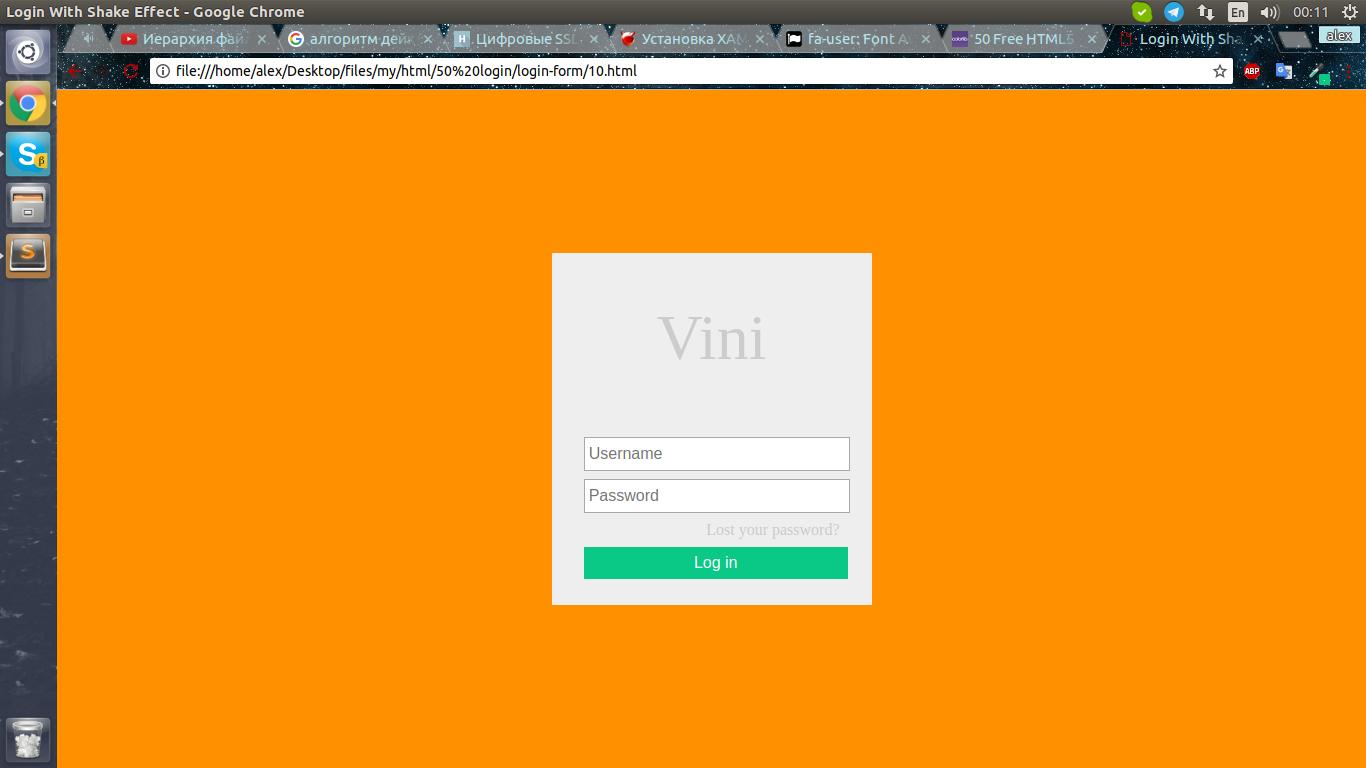 Login With Shake Effect - Google Chrome
En
00:11
Иерархия фай
алгоритм дейк
Цифровые SSL
Установка XAM
fa-user: Font A
50 Free HTML5
Login With Sha
alex
file:///home/alex/Desktop/files/my/html/50%20login/login-form/10.html
ABP
Vini
Username
Password
Lost your password?
Log in